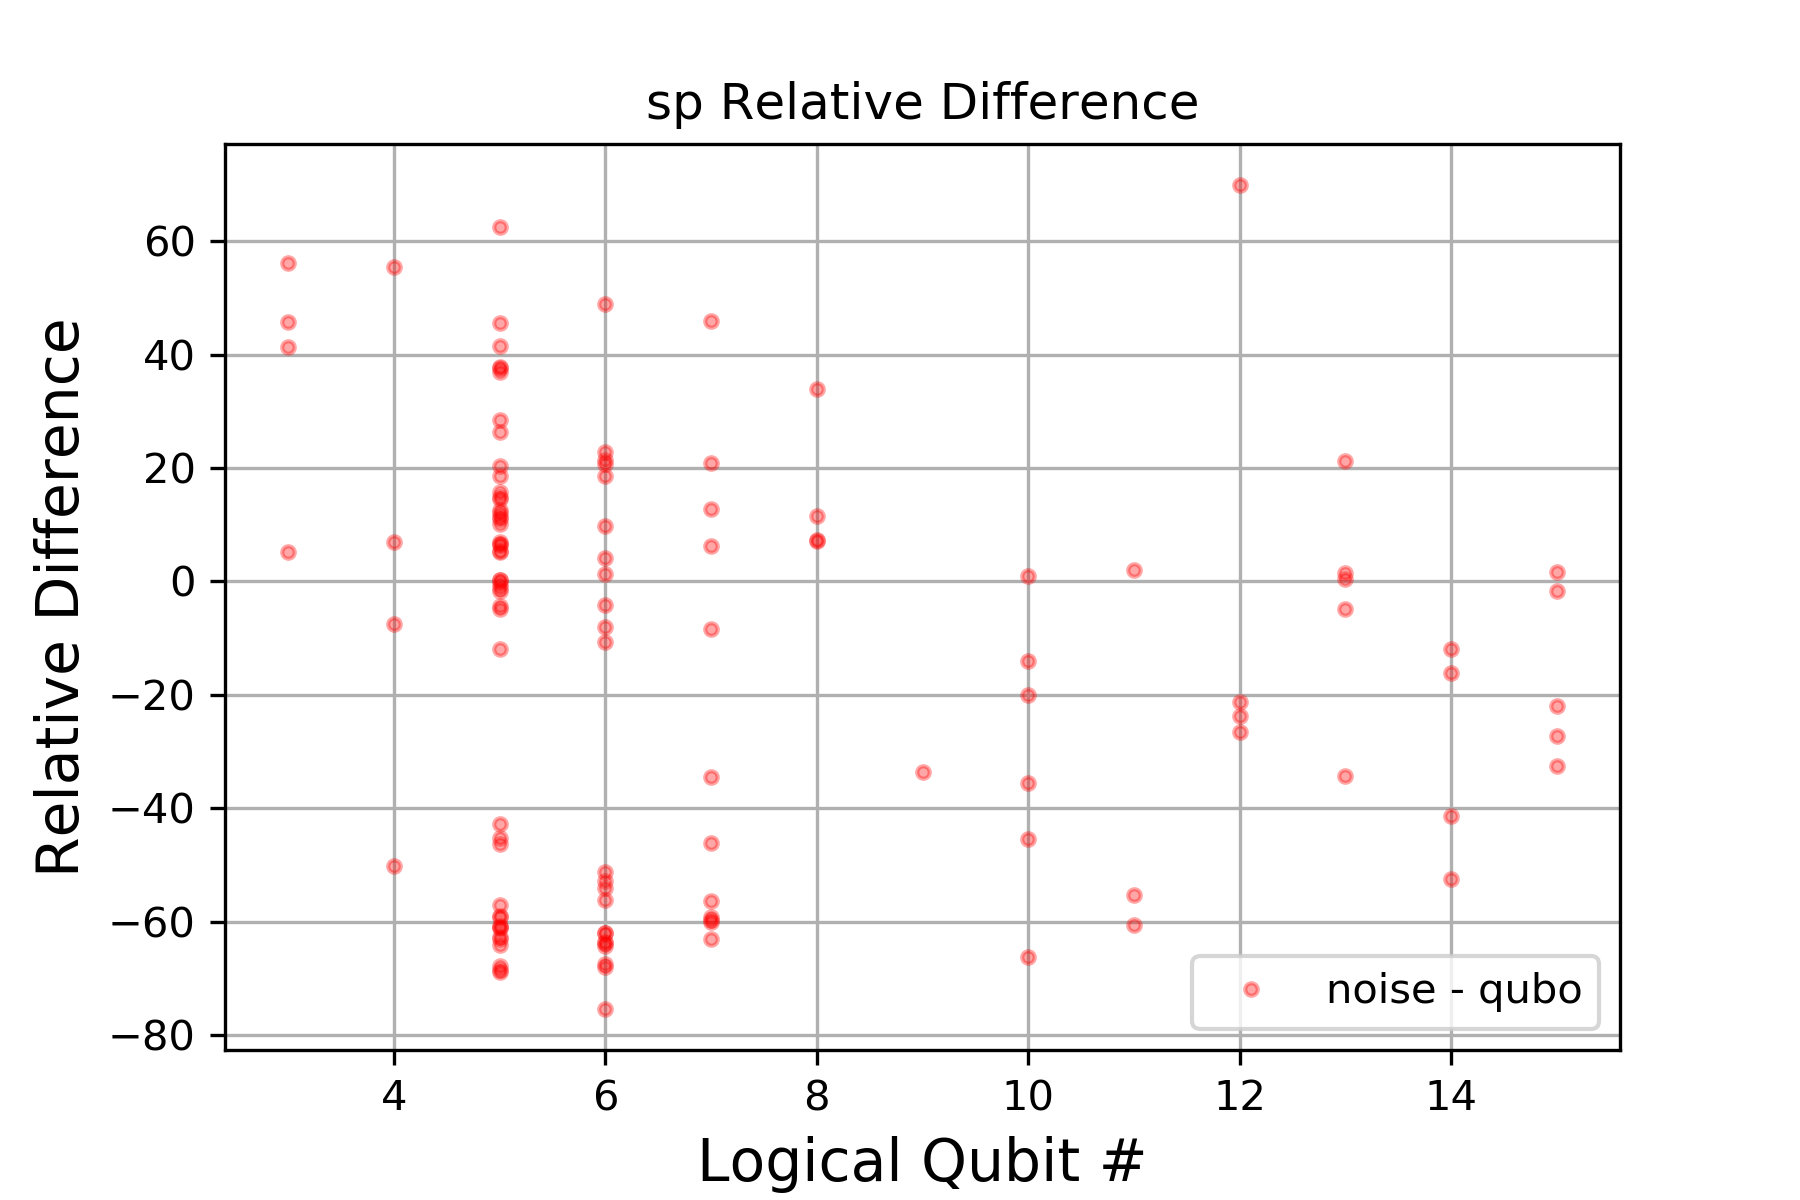 sp Relative Difference
Relative Difference
60
40
20
0
−20
−40
−60
−80
4 6 8 10 12 14
Logical Qubit #
noise - qubo